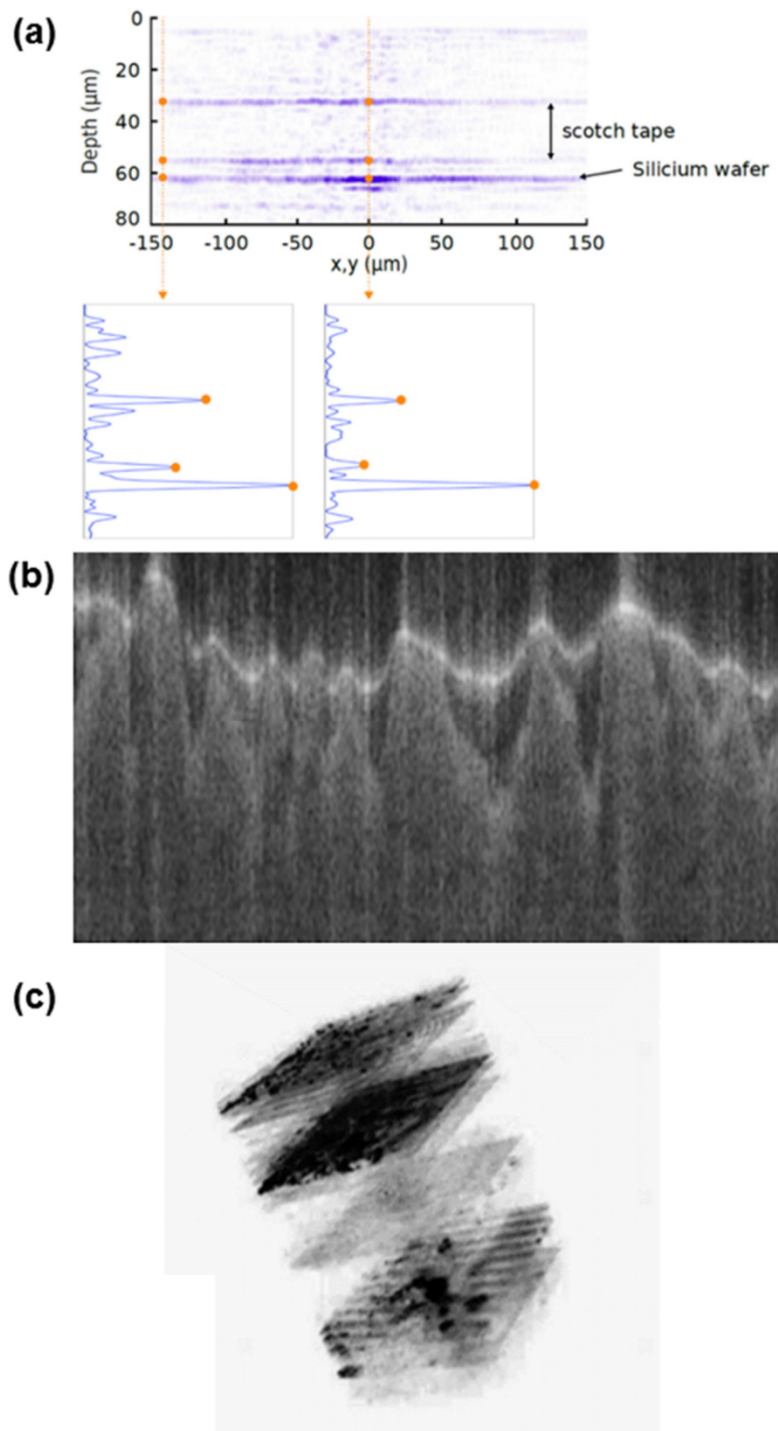 (a)
0
20
40
60
80
Depth (µm)
scotch tape
Silicium wafer
-150 -100 -50 0 50 100 150
x,y (µm)
(b)
(c)